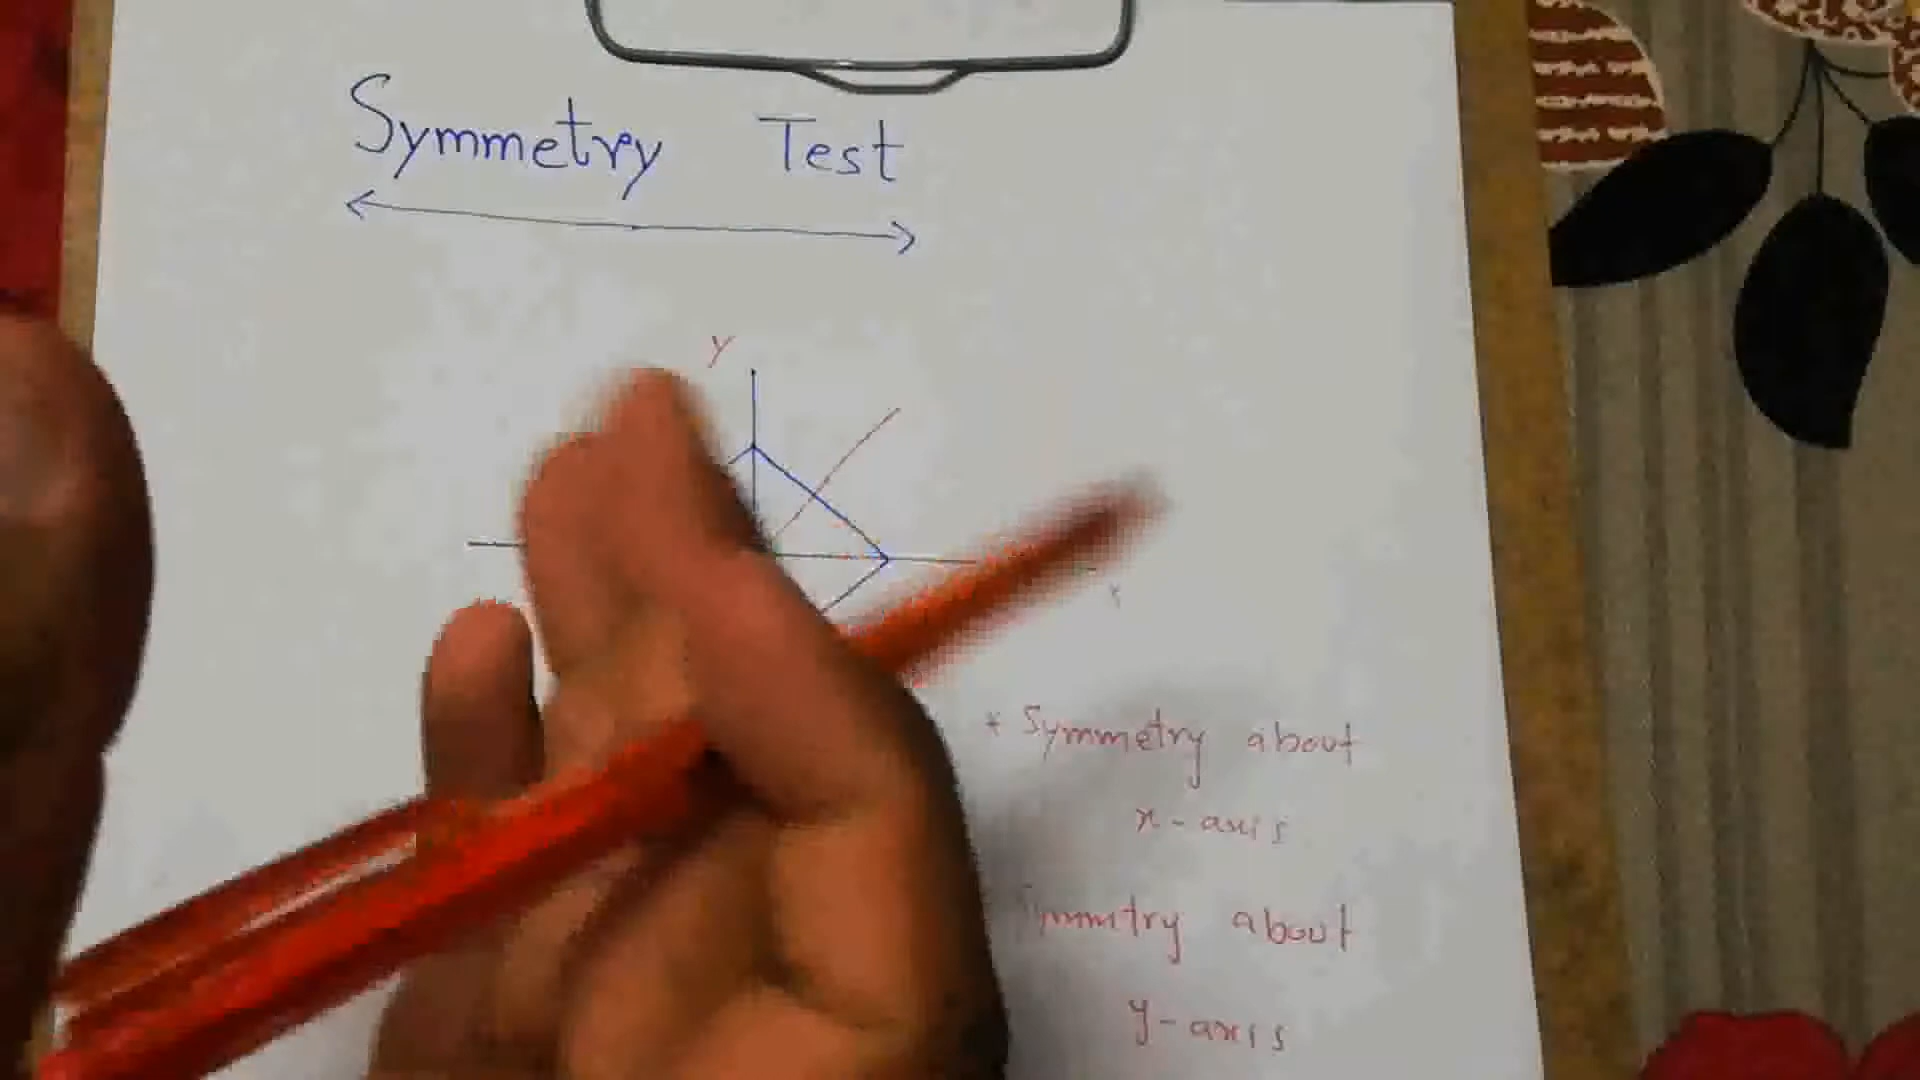 Symmetry Test
y
x
* Symmetry about
x-axis
Symmetry about
y-axis